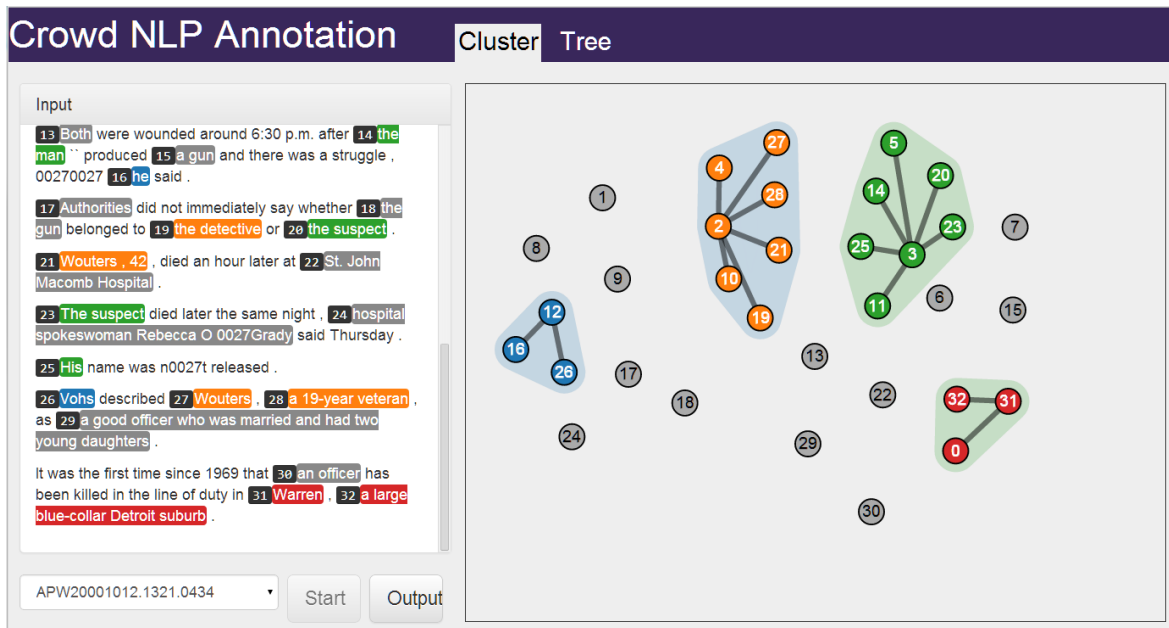 Crowd NLP Annotation
Cluster Tree
Input
13 Both were wounded around 6:30 p.m. after 14 the
man `` produced 15 a gun and there was a struggle ,
00270027 16 he said .
17 Authorities did not immediately say whether 18 the
gun belonged to 19 the detective or 20 the suspect .
21 Wouters , 42 , died an hour later at 22 St. John
Macomb Hospital .
23 The suspect died later the same night , 24 hospital
spokeswoman Rebecca O 0027Grady said Thursday .
25 His name was n0027t released .
26 Vohs described 27 Wouters , 28 a 19-year veteran ,
as 29 a good officer who was married and had two
young daughters .
It was the first time since 1969 that 30 an officer has
been killed in the line of duty in 31 Warren , 32 a large
blue-collar Detroit suburb .
APW20001012.1321.0434
Start
Output
27 5
4 20
14
1 28
2 23 7
8 25 21 3
9 10
6
12 11 15
19
16 13
26 17
22
18 32 31
24 29
0
30